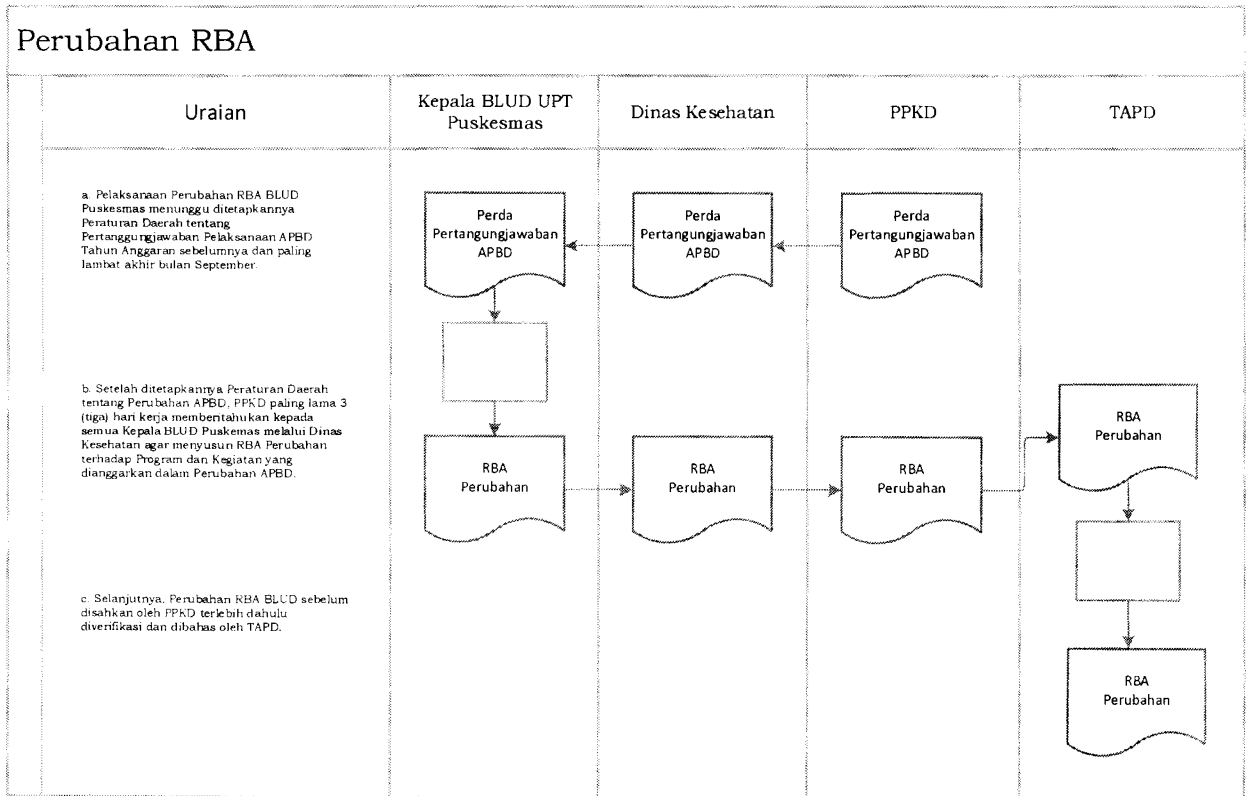 Perubahan RBA
Uraian
Kepala BLUD UPT
Puskesmas
Dinas Kesehatan
PPKD
TAPD
a. Pelaksanaan Perubahan RBA BLUD
Puskesmas menunggu ditetapkannya
Peraturan Daerah tentang
Pertanggungjawaban Pelaksanaan APBD
Tahun Anggaran sebelumnya dan paling
lambat akhir bulan September.
Perda
Pertangungjawaban
APBD
Perda
Pertangungjawaban
APBD
Perda
Pertangungjawaban
APBD
b. Setelah ditetapkannya Peraturan Daerah
tentang Perubahan APBD, PPKD paling lama 3
(tiga) hari kerja memberitahukan kepada
semua Kepala BLUD Puskemas melalui Dinas
Kesehatan agar menyusun RBA Perubahan
terhadap Program dan Kegiatan yang
dianggarkan dalam Perubahan APBD.
RBA
Perubahan
RBA
Perubahan
RBA
Perubahan
RBA
Perubahan
c. Selanjutnya, Perubahan RBA BLUD sebelum
disahkan oleh PPKD terlebih dahulu
diverifikasi dan dibahas oleh TAPD.
RBA
Perubahan